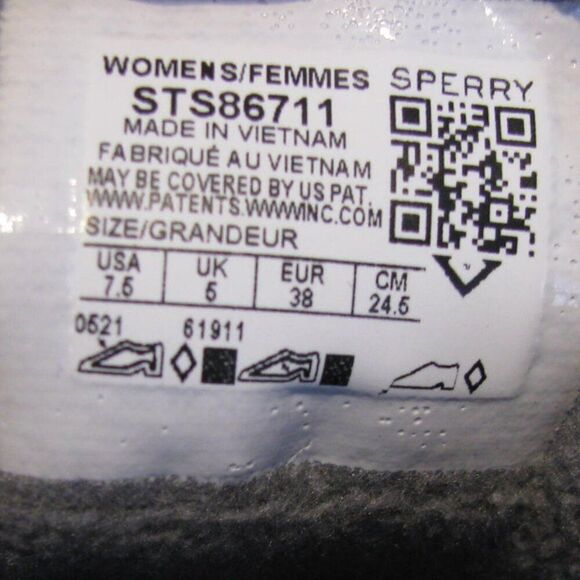 WOMENS/FEMMES
SPERRY
STS86711
MADE IN VIETNAM
FABRIQUÉ AU VIETNAM
MAY BE COVERED BY US PAT.
WWW.PATENTS.WWWINC.COM
SIZE/GRANDEUR
USA UK EUR CM
7.5 5 38 24.5
0521 61911